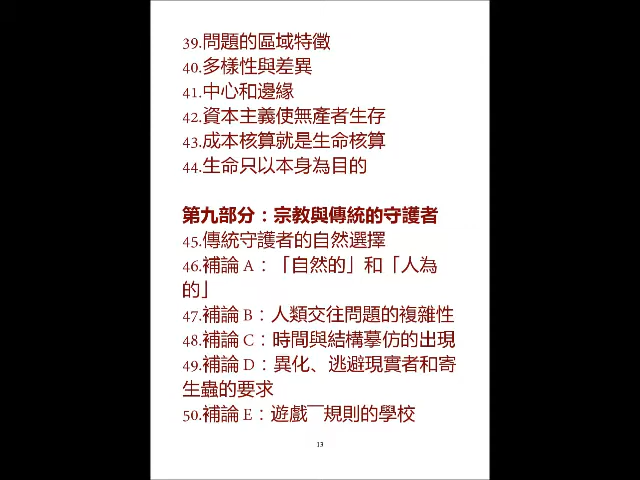 39.問題的區域特徵
40.多樣性與差異
41.中心和邊緣
42.資本主義使無產者生存
43.成本核算就是生命核算
44.生命只以本身為目的
第九部分：宗教與傳統的守護者
45.傳統守護者的自然選擇
46.補論 A：「自然的」和「人為
的」
47.補論 B：人類交往問題的複雜性
48.補論 C：時間與結構摹仿的出現
49.補論 D：異化、逃避現實者和寄
生蟲的要求
50.補論 E：遊戲—規則的學校
13